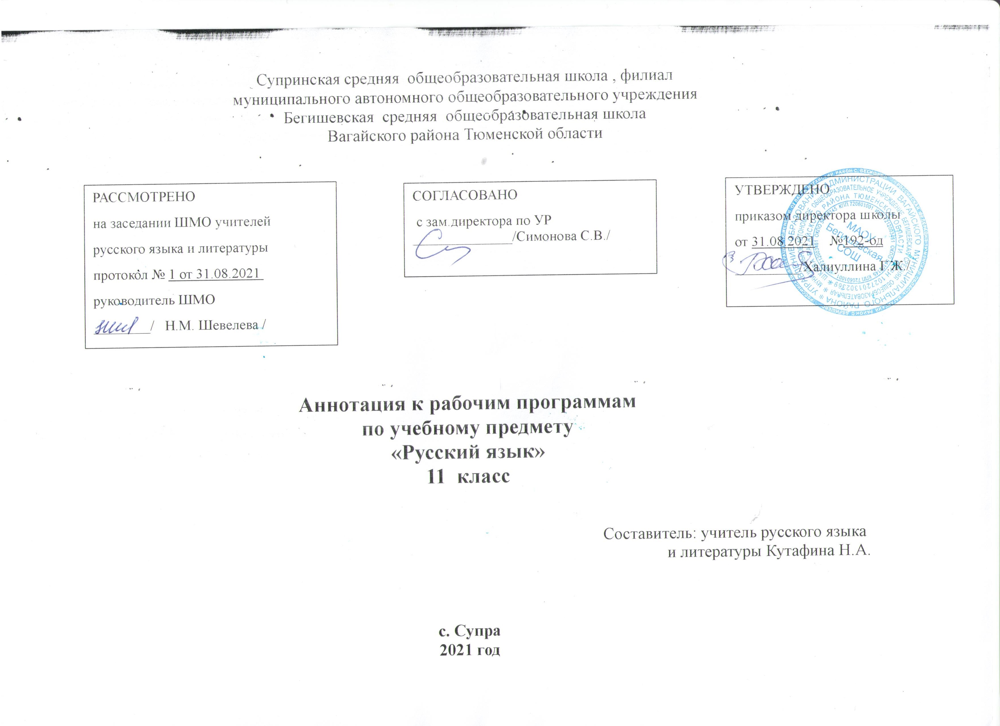 Супринская средняя  общеобразовательная школа , филиал
муниципального автономного общеобразовательного учреждения
Бегишевская  средняя  общеобразовательная школа
Вагайского района Тюменской области
РАССМОТРЕНО
на заседании ШМО учителей
русского языка и литературы
протокол № 1 от 31.08.2021
руководитель ШМО
/   Н.М. Шевелева /
СОГЛАСОВАНО
с зам.директора по УР
/Симонова С.В./
УТВЕРЖДЕНО
приказом директора школы
от 31.08.2021 №192-од
/Халиуллина Г.Ж./
МАОУ
Бегишевская
СОШ
Аннотация к рабочим программам
по учебному предмету
«Русский язык»
11  класс
Составитель: учитель русского языка
и литературы Кутафина Н.А.
с. Супра
2021 год